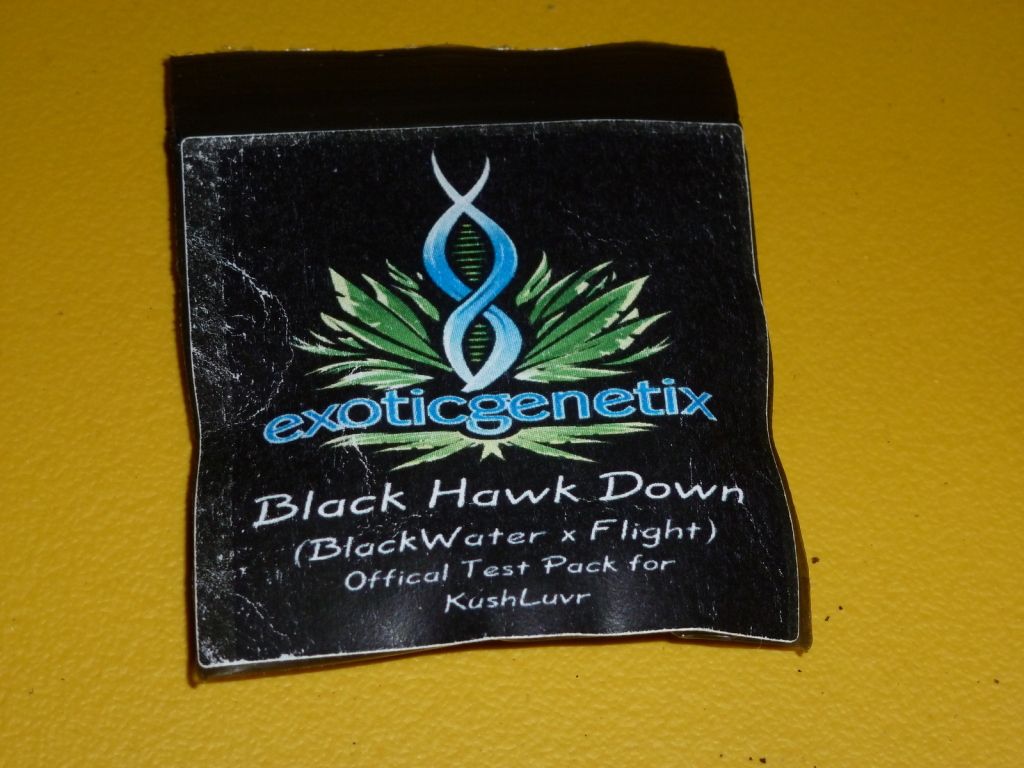 exoticgenetix
Black Hawk Down
(BlackWater x Flight)
Offical Test Pack for
KushLuvr